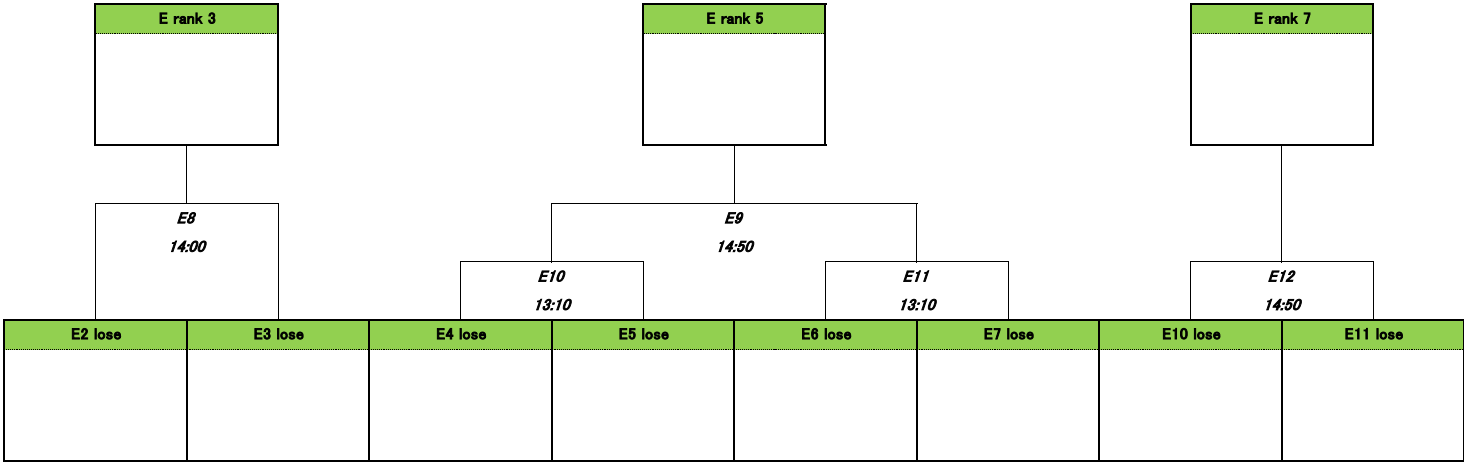 E rank 3
E rank 5
E rank 7
E8
E9
14:00
14:50
E10
E11
E12
13:10
13:10
14:50
E2 lose
E3 lose
E4 lose
E5 lose
E6 lose
E7 lose
E10 lose
E11 lose